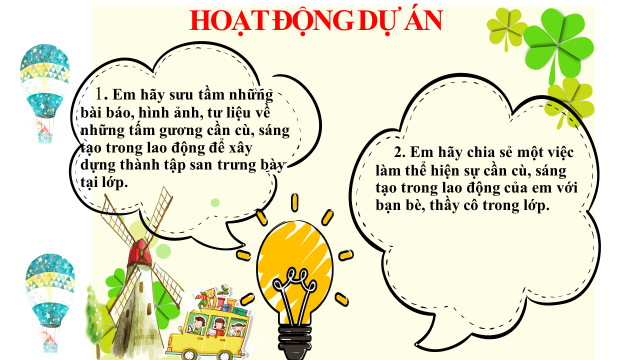 HOẠT ĐỘNG DỰ ÁN
1. Em hãy sưu tầm những
bài báo, hình ảnh, tư liệu về
những tấm gương cần cù, sáng
tạo trong lao động để xây
dựng thành tập san trưng bày
tại lớp.
2. Em hãy chia sẻ một việc
làm thể hiện sự cần cù, sáng
tạo trong lao động của em với
bạn bè, thầy cô trong lớp.